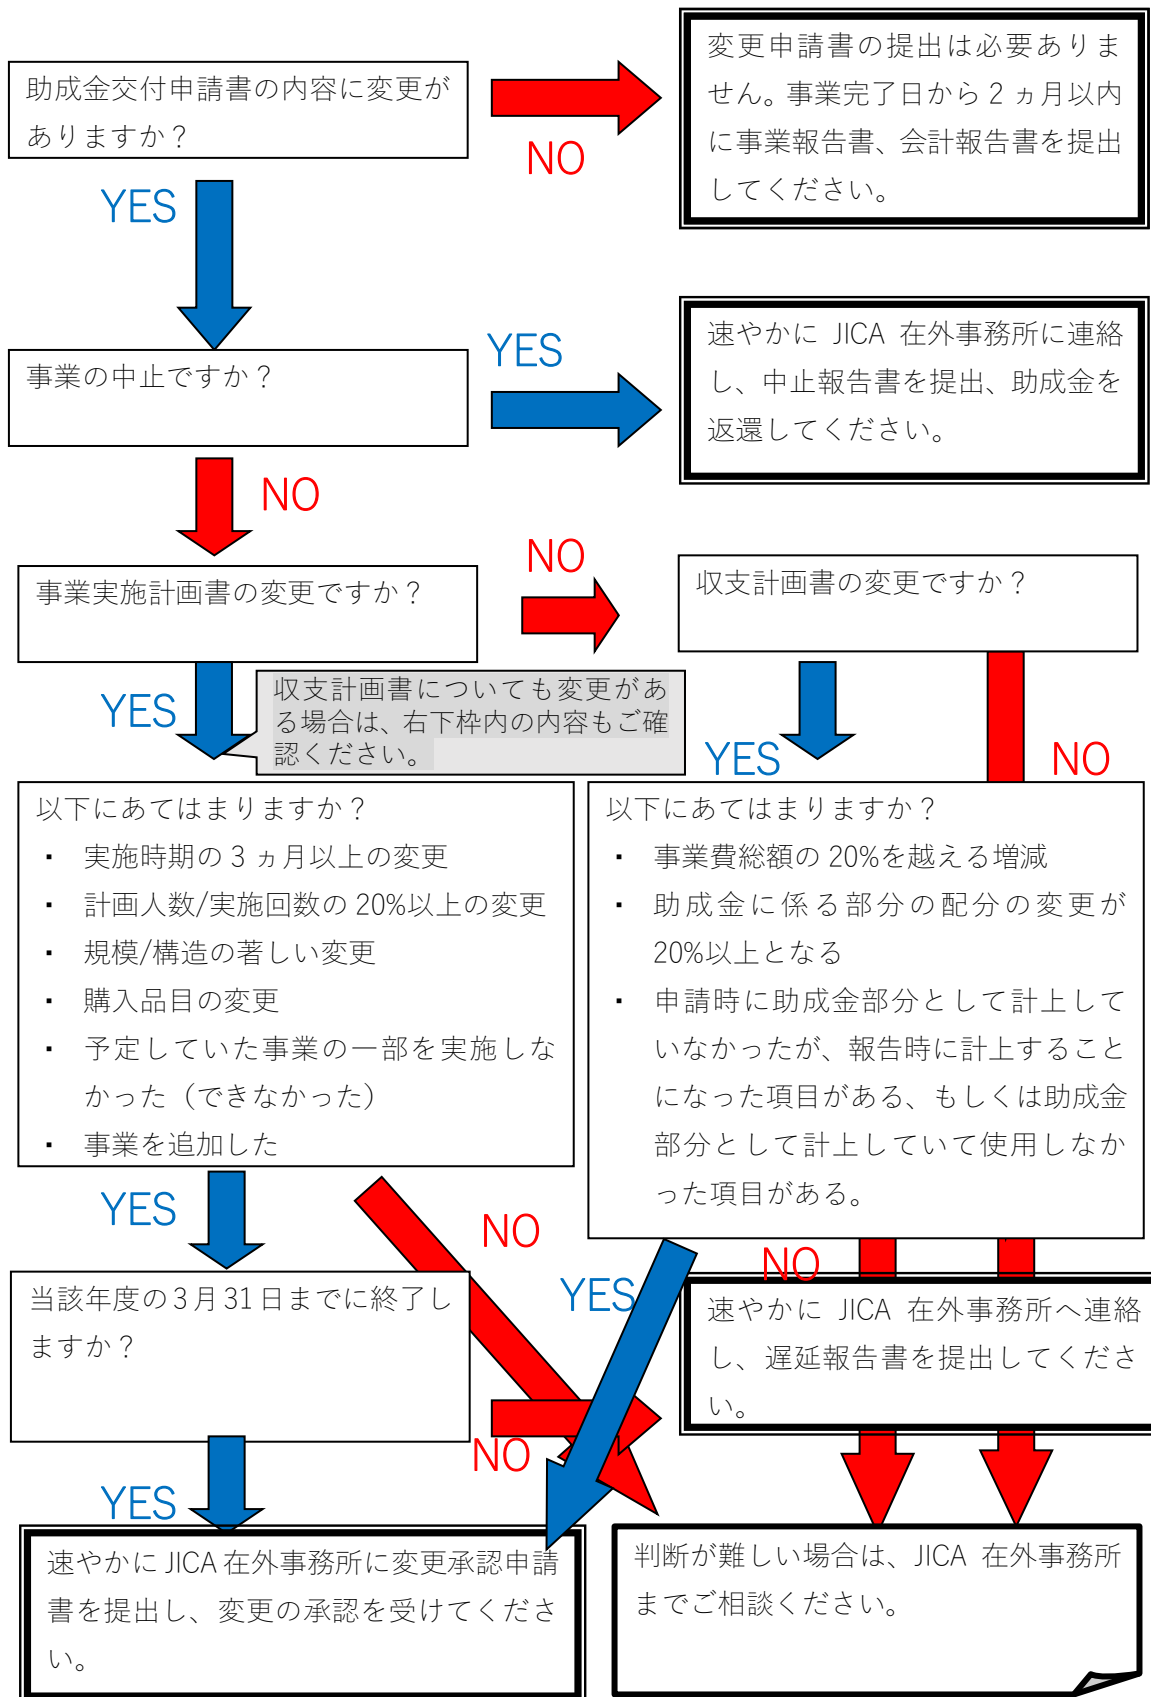 助成金交付申請書の内容に変更が
ありますか？
NO
変更申請書の提出は必要ありま
せん。事業完了日から 2 ヵ月以内
に事業報告書、会計報告書を提出
してください。
YES
事業の中止ですか？
YES
速やかに JICA 在外事務所に連絡
し、中止報告書を提出、助成金を
返還してください。
NO
事業実施計画書の変更ですか？
NO
収支計画書の変更ですか？
YES
収支計画書についても変更があ
る場合は、右下枠内の内容もご確
認ください。
YES
NO
以下にあてはまりますか？
・ 実施時期の 3 ヵ月以上の変更
・ 計画人数/実施回数の 20%以上の変更
・ 規模/構造の著しい変更
・ 購入品目の変更
・ 予定していた事業の一部を実施しな
かった（できなかった）
・ 事業を追加した
以下にあてはまりますか？
・ 事業費総額の 20%を越える増減
・ 助成金に係る部分の配分の変更が
20%以上となる
・ 申請時に助成金部分として計上して
いなかったが、報告時に計上すること
になった項目がある、もしくは助成金
部分として計上していて使用しなか
った項目がある。
YES
NO
YES
NO
当該年度の3月31日までに終了し
ますか？
NO
速やかに JICA 在外事務所へ連絡
し、遅延報告書を提出してくださ
い。
YES
速やかに JICA 在外事務所に変更承認申請
書を提出し、変更の承認を受けてくださ
い。
判断が難しい場合は、JICA 在外事務所
までご相談ください。